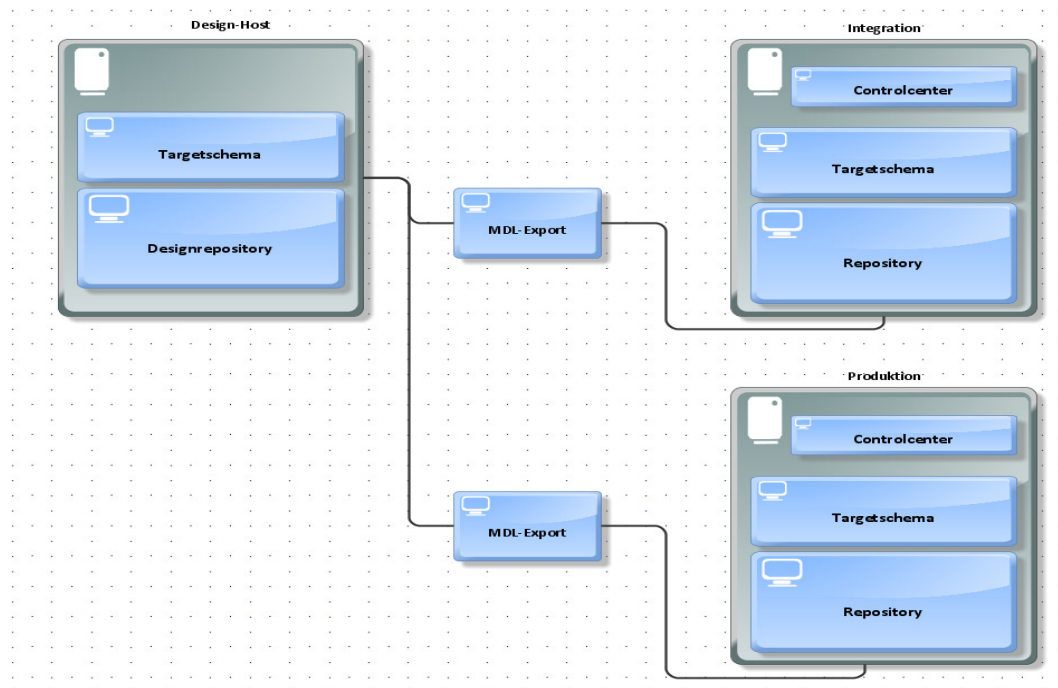 Design-Host
Targetschema
Designrepository
MDL-Export
MDL-Export
Integration
Controlcenter
Targetschema
Repository
Produktion
Controlcenter
Targetschema
Repository